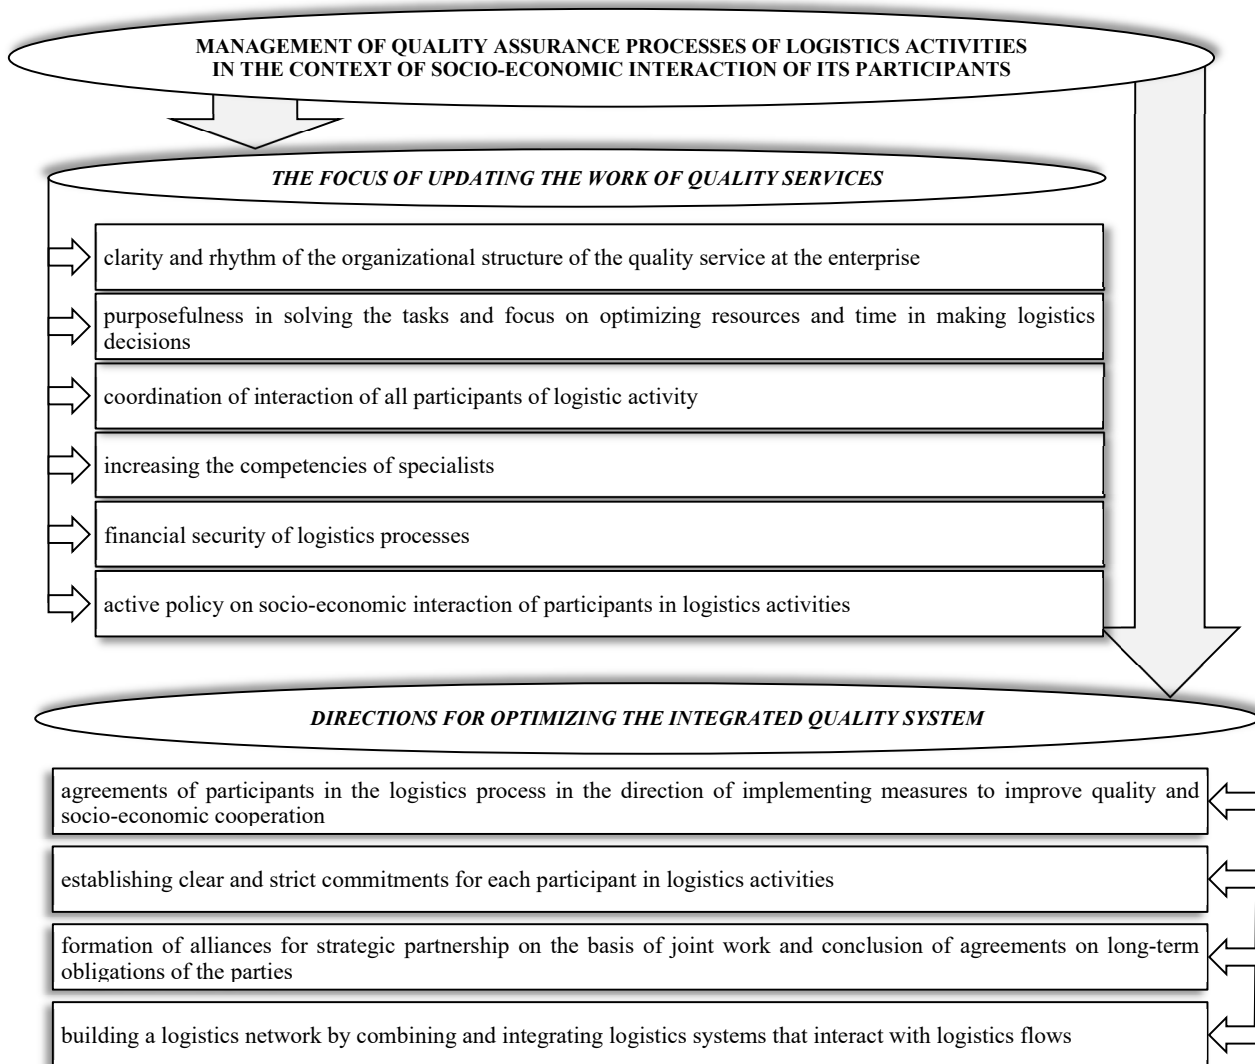 MANAGEMENT OF QUALITY ASSURANCE PROCESSES OF LOGISTICS ACTIVITIES
IN THE CONTEXT OF SOCIO-ECONOMIC INTERACTION OF ITS PARTICIPANTS
THE FOCUS OF UPDATING THE WORK OF QUALITY SERVICES
clarity and rhythm of the organizational structure of the quality service at the enterprise
purposefulness in solving the tasks and focus on optimizing resources and time in making logistics
decisions
coordination of interaction of all participants of logistic activity
increasing the competencies of specialists
financial security of logistics processes
active policy on socio-economic interaction of participants in logistics activities
DIRECTIONS FOR OPTIMIZING THE INTEGRATED QUALITY SYSTEM
agreements of participants in the logistics process in the direction of implementing measures to improve quality and
socio-economic cooperation
establishing clear and strict commitments for each participant in logistics activities
formation of alliances for strategic partnership on the basis of joint work and conclusion of agreements on long-term
obligations of the parties
building a logistics network by combining and integrating logistics systems that interact with logistics flows